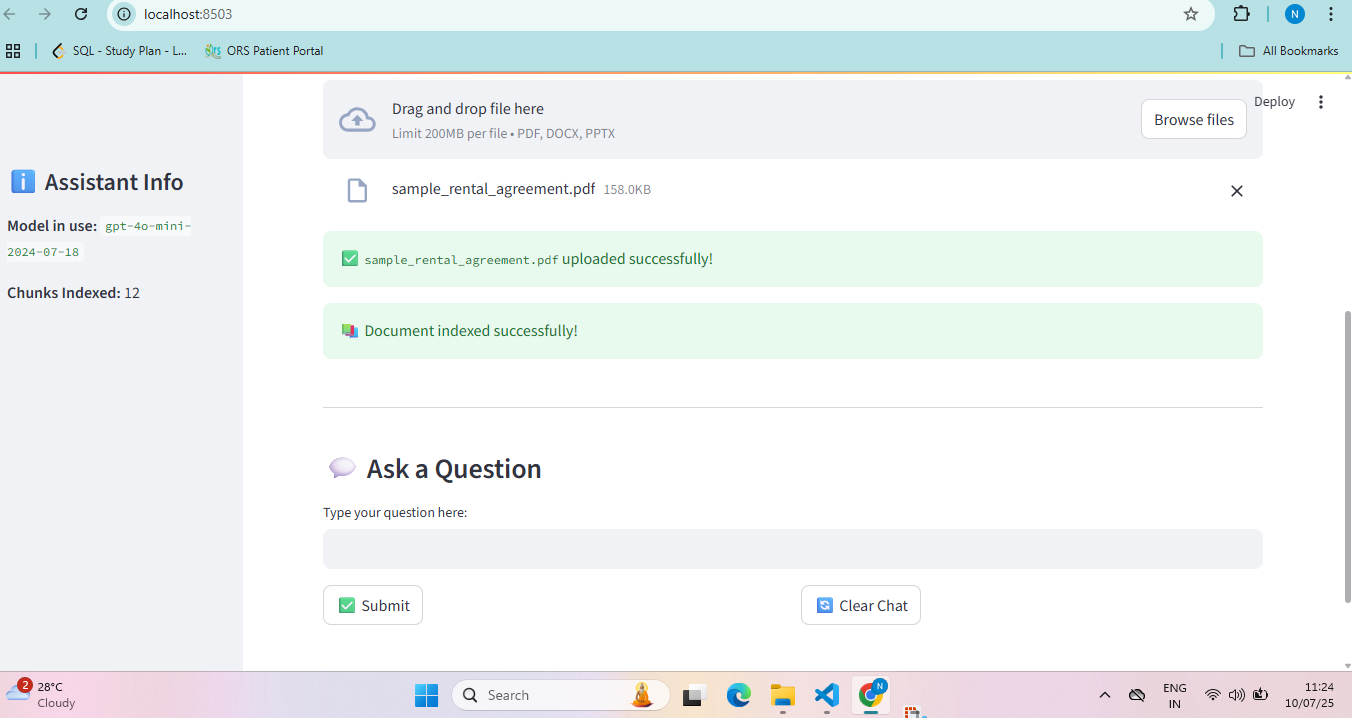 localhost:8503
N
SQL - Study Plan - L...
ORS Patient Portal
All Bookmarks
Deploy
Assistant Info
Model in use: gpt-4o-mini-
2024-07-18
Chunks Indexed: 12
Drag and drop file here
Limit 200MB per file • PDF, DOCX, PPTX
Browse files
sample_rental_agreement.pdf 158.0KB
sample_rental_agreement.pdf uploaded successfully!
Document indexed successfully!
Ask a Question
Type your question here:
Submit
Clear Chat
2
28°C
Cloudy
Search
N
ENG
IN
11:24
10/07/25